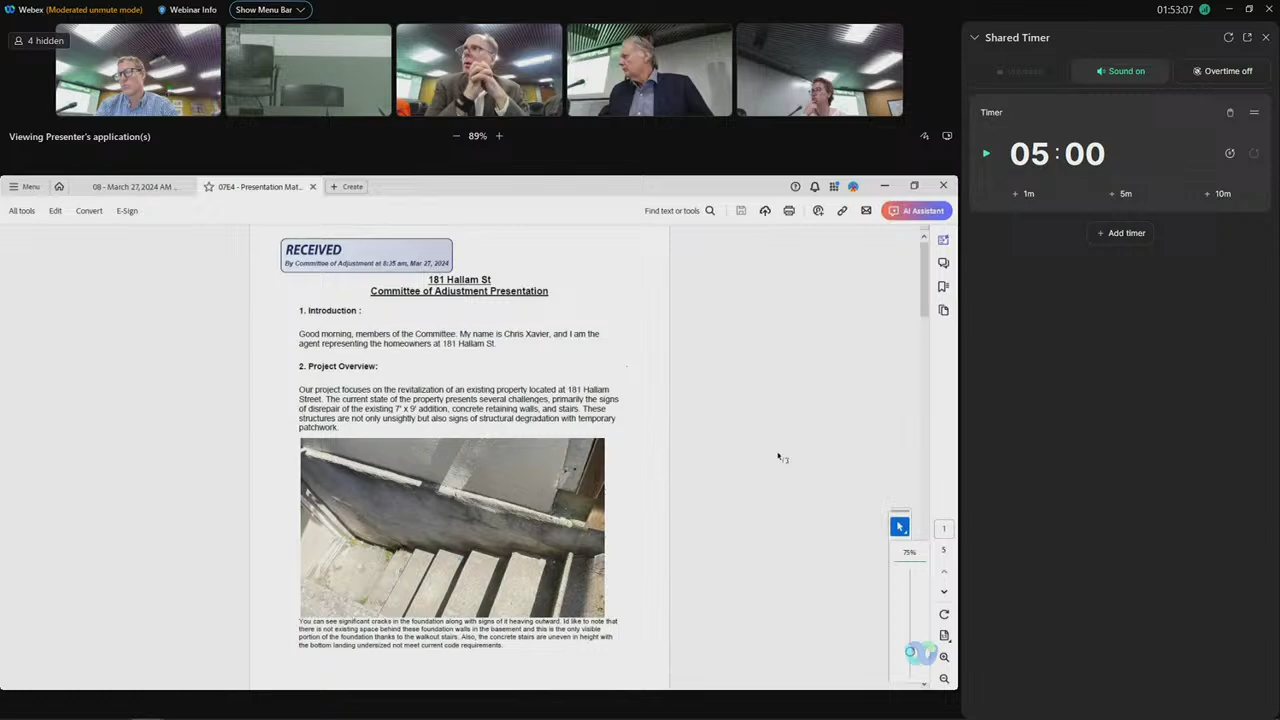 Webex (Moderated unmute mode) Webinar Info Show Menu Bar 01:53:07
4 hidden
Shared Timer
Sound on Overtime off
Timer
Viewing Presenter's application(s) 89%
05:00
+ 1m + 5m + 10m
+ Add timer
Menu 08 - March 27, 2024 AM ... 07E4 - Presentation Mat... + Create
All tools Edit Convert E-Sign Find text or tools AI Assistant
RECEIVED
By Committee of Adjustment at 8:35 am, Mar 27, 2024
181 Hallam St
Committee of Adjustment Presentation
1. Introduction :
Good morning, members of the Committee. My name is Chris Xavier, and I am the
agent representing the homeowners at 181 Hallam St.
2. Project Overview:
Our project focuses on the revitalization of an existing property located at 181 Hallam
Street. The current state of the property presents several challenges, primarily the signs
of disrepair of the existing 7' x 9' addition, concrete retaining walls, and stairs. These
structures are not only unsightly but also signs of structural degradation with temporary
patchwork.
You can see significant cracks in the foundation along with signs of it heaving outward. Id like to note that
there is not existing space behind these foundation walls in the basement and this is the only visible
portion of the foundation thanks to the walkout stairs. Also, the concrete stairs are uneven in height with
the bottom landing undersized not meet current code requirements.
1
5
75%